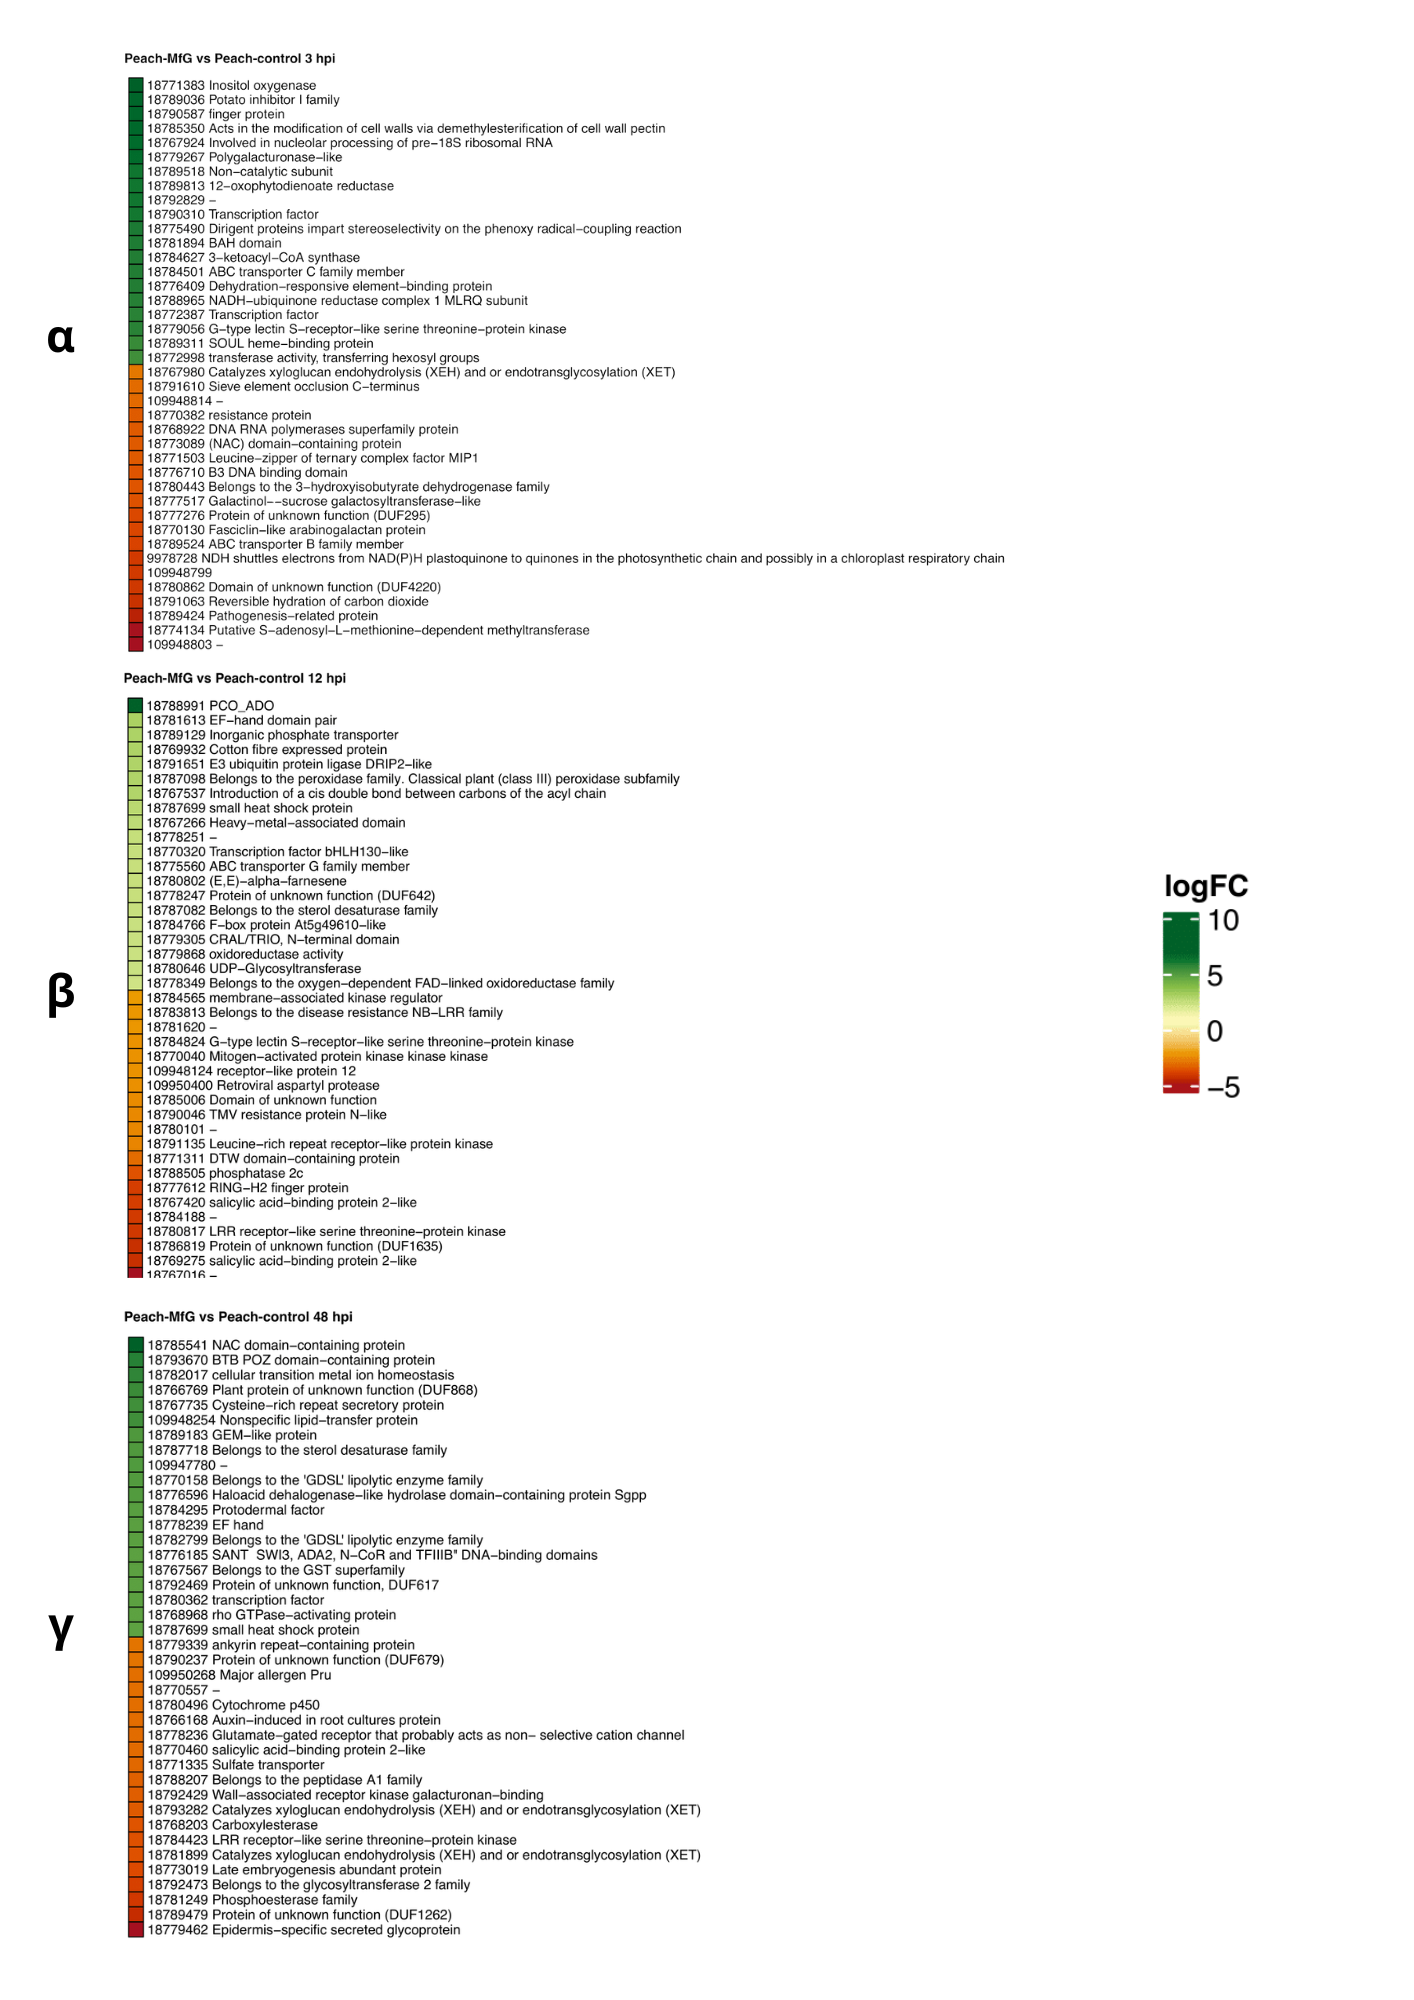 Peach-MfG vs Peach-control 3 hpi
18771383 Inositol oxygenase
18789036 Potato inhibitor I family
18790587 finger protein
18785350 Acts in the modification of cell walls via demethylesterification of cell wall pectin
18767924 Involved in nucleolar processing of pre−18S ribosomal RNA
18779267 Polygalacturonase−like
18789518 Non−catalytic subunit
18789813 12−oxophytodienoate reductase
18792829 −
18790310 Transcription factor
18775490 Dirigent proteins impart stereoselectivity on the phenoxy radical−coupling reaction
18781894 BAH domain
18784627 3−ketoacyl−CoA synthase
18784501 ABC transporter C family member
18776409 Dehydration−responsive element−binding protein
18788965 NADH−ubiquinone reductase complex 1 MLRQ subunit
18772387 Transcription factor
18779056 G−type lectin S−receptor−like serine threonine−protein kinase
α
18789311 SOUL heme−binding protein
18772998 transferase activity, transferring hexosyl groups
18767980 Catalyzes xyloglucan endohydrolysis (XEH) and or endotransglycosylation (XET)
18791610 Sieve element occlusion C−terminus
109948814 −
18770382 resistance protein
18768922 DNA RNA polymerases superfamily protein
18773089 (NAC) domain−containing protein
18771503 Leucine−zipper of ternary complex factor MIP1
18776710 B3 DNA binding domain
18780443 Belongs to the 3−hydroxyisobutyrate dehydrogenase family
18777517 Galactinol−−sucrose galactosyltransferase−like
18777276 Protein of unknown function (DUF295)
18770130 Fasciclin−like arabinogalactan protein
18789524 ABC transporter B family member
9978728 NDH shuttles electrons from NAD(P)H plastoquinone to quinones in the photosynthetic chain and possibly in a chloroplast respiratory chain
109948799
18780862 Domain of unknown function (DUF4220)
18791063 Reversible hydration of carbon dioxide
18789424 Pathogenesis−related protein
18774134 Putative S−adenosyl−L−methionine−dependent methyltransferase
109948803 −
Peach-MfG vs Peach-control 12 hpi
18788991 PCO_ADO
18781613 EF−hand domain pair
18789129 Inorganic phosphate transporter
18769932 Cotton fibre expressed protein
18791651 E3 ubiquitin protein ligase DRIP2−like
18787098 Belongs to the peroxidase family. Classical plant (class III) peroxidase subfamily
18767537 Introduction of a cis double bond between carbons of the acyl chain
18787699 small heat shock protein
18767266 Heavy−metal−associated domain
18778251 −
18770320 Transcription factor bHLH130−like
18775560 ABC transporter G family member
18780802 (E,E)−alpha−farnesene
18778247 Protein of unknown function (DUF642)
18787082 Belongs to the sterol desaturase family
18784766 F−box protein At5g49610−like
18779305 CRAL/TRIO, N−terminal domain
18779868 oxidoreductase activity
18780646 UDP−Glycosyltransferase
18778349 Belongs to the oxygen−dependent FAD−linked oxidoreductase family
β
18784565 membrane−associated kinase regulator
18783813 Belongs to the disease resistance NB−LRR family
18781620 −
18784824 G−type lectin S−receptor−like serine threonine−protein kinase
18770040 Mitogen−activated protein kinase kinase kinase
109948124 receptor−like protein 12
109950400 Retroviral aspartyl protease
18785006 Domain of unknown function
18790046 TMV resistance protein N−like
18780101 −
18791135 Leucine−rich repeat receptor−like protein kinase
18771311 DTW domain−containing protein
18788505 phosphatase 2c
18777612 RING−H2 finger protein
18767420 salicylic acid−binding protein 2−like
18784188 −
18780817 LRR receptor−like serine threonine−protein kinase
18786819 Protein of unknown function (DUF1635)
18769275 salicylic acid−binding protein 2−like
18767016 −
logFC
10
5
0
−5
Peach-MfG vs Peach-control 48 hpi
18785541 NAC domain−containing protein
18793670 BTB POZ domain−containing protein
18782017 cellular transition metal ion homeostasis
18766769 Plant protein of unknown function (DUF868)
18767735 Cysteine−rich repeat secretory protein
109948254 Nonspecific lipid−transfer protein
18789183 GEM−like protein
18787718 Belongs to the sterol desaturase family
109947780 −
18770158 Belongs to the 'GDSL' lipolytic enzyme family
18776596 Haloacid dehalogenase−like hydrolase domain−containing protein Sgpp
18784295 Protodermal factor
18778239 EF hand
18782799 Belongs to the 'GDSL' lipolytic enzyme family
18776185 SANT SWI3, ADA2, N−CoR and TFIIIB" DNA−binding domains
18767567 Belongs to the GST superfamily
18792469 Protein of unknown function, DUF617
18780362 transcription factor
18768968 rho GTPase−activating protein
γ
18787699 small heat shock protein
18779339 ankyrin repeat−containing protein
18790237 Protein of unknown function (DUF679)
109950268 Major allergen Pru
18770557 −
18780496 Cytochrome p450
18766168 Auxin−induced in root cultures protein
18778236 Glutamate−gated receptor that probably acts as non− selective cation channel
18770460 salicylic acid−binding protein 2−like
18771335 Sulfate transporter
18788207 Belongs to the peptidase A1 family
18792429 Wall−associated receptor kinase galacturonan−binding
18793282 Catalyzes xyloglucan endohydrolysis (XEH) and or endotransglycosylation (XET)
18768203 Carboxylesterase
18784423 LRR receptor−like serine threonine−protein kinase
18781899 Catalyzes xyloglucan endohydrolysis (XEH) and or endotransglycosylation (XET)
18773019 Late embryogenesis abundant protein
18792473 Belongs to the glycosyltransferase 2 family
18781249 Phosphoesterase family
18789479 Protein of unknown function (DUF1262)
18779462 Epidermis−specific secreted glycoprotein